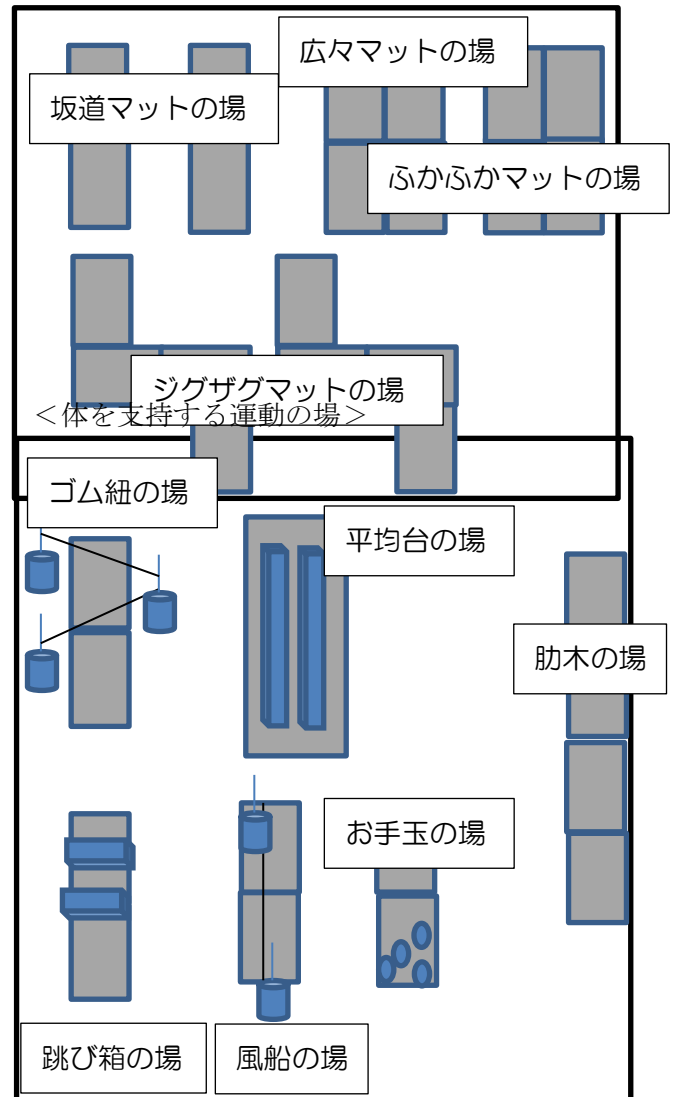 広々マットの場
坂道マットの場
ふかふかマットの場
ジグザグマットの場
＜体を支持する運動の場＞
ゴム紐の場
平均台の場
肋木の場
お手玉の場
跳び箱の場
風船の場